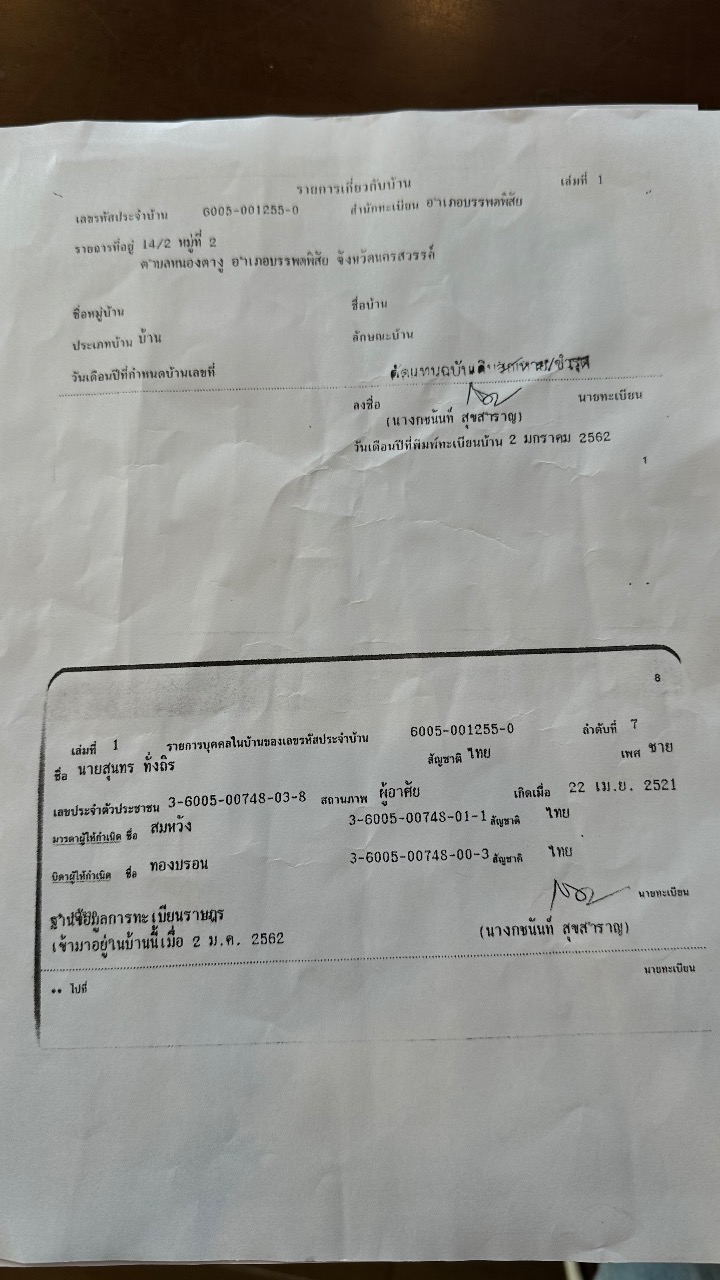 รายการเกี่ยวกับบ้าน เล่มที่ 1
เลขรหัสประจำบ้าน 6005-001255-0 สำนักทะเบียน อำเภอบรรพตพิสัย
รายการที่อยู่ 14/2 หมู่ที่ 2
ตำบลหนองตางู อำเภอบรรพตพิสัย จังหวัดนครสวรรค์
ชื่อหมู่บ้าน ชื่อบ้าน
ประเภทบ้าน บ้าน ลักษณะบ้าน
วันเดือนปีที่กำหนดบ้านเลขที่
ลงชื่อ นายทะเบียน
(นางกชนันท์ สุขสำราญ)
วันเดือนปีที่พิมพ์ทะเบียนบ้าน 2 มกราคม 2562
1
8
เล่มที่ 1 รายการบุคคลในบ้านของเลขรหัสประจำบ้าน 6005-001255-0 ลำดับที่ 7
ชื่อ นายสุนทร ทั่งถิร สัญชาติ ไทย เพศ ชาย
เลขประจำตัวประชาชน 3-6005-00748-03-8 สถานภาพ ผู้อาศัย เกิดเมื่อ 22 เม.ย. 2521
มารดาผู้ให้กำเนิด ชื่อ สมหวัง 3-6005-00748-01-1 สัญชาติ ไทย
บิดาผู้ให้กำเนิด ชื่อ ทองปรอน 3-6005-00748-00-3 สัญชาติ ไทย
ฐานข้อมูลการทะเบียนราษฎร นายทะเบียน
เข้ามาอยู่ในบ้านนี้เมื่อ 2 ม.ค. 2562 (นางกชนันท์ สุขสำราญ)
** ไปที่ นายทะเบียน